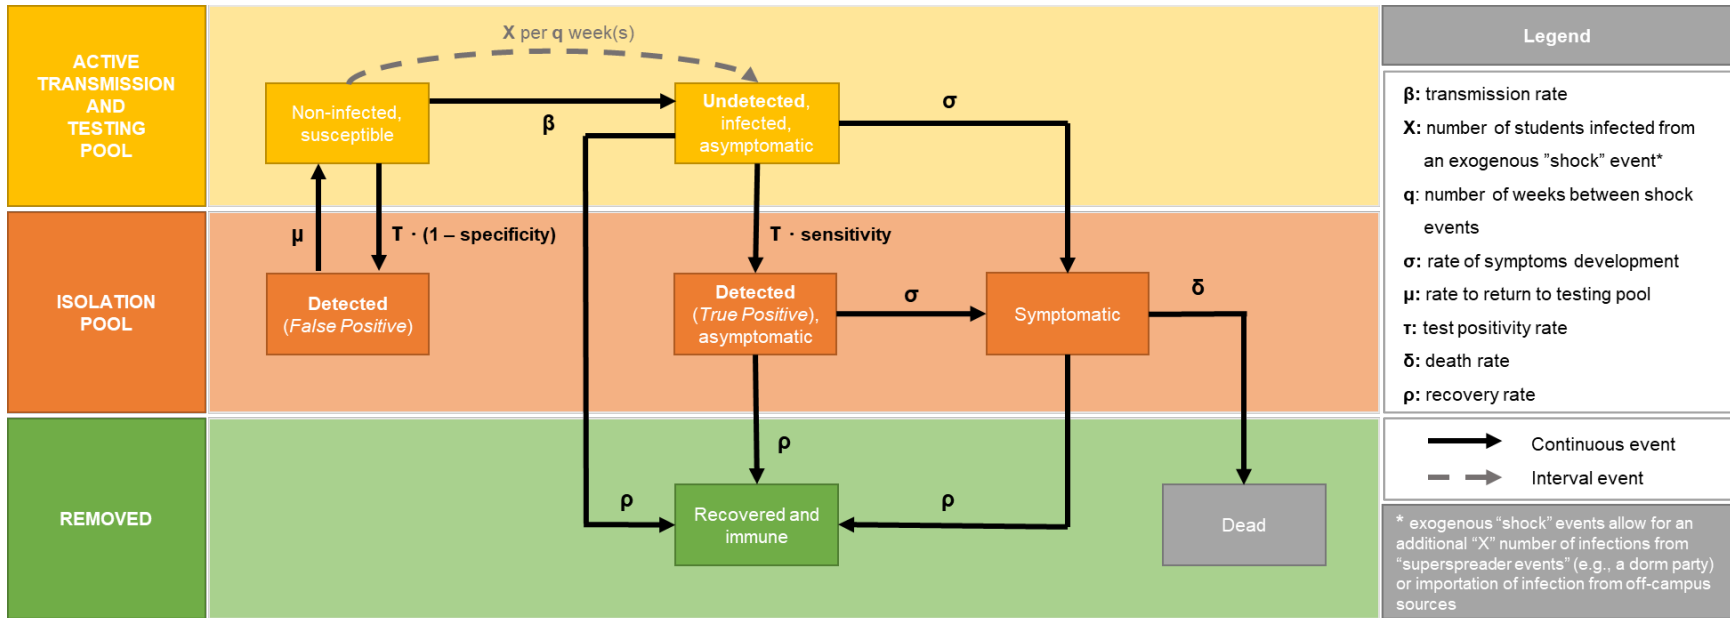 ACTIVE
TRANSMISSION
AND
TESTING
POOL
X per q week(s)
Non-infected,
susceptible
β
Undetected,
infected,
asymptomatic
σ
ISOLATION
POOL
μ
T · (1 – specificity)
T · sensitivity
Detected
(False Positive)
Detected
(True Positive),
asymptomatic
σ
Symptomatic
δ
REMOVED
ρ
ρ
ρ
Recovered and
immune
Dead
Legend
β: transmission rate
X: number of students infected from
an exogenous ”shock” event*
q: number of weeks between shock
events
σ: rate of symptoms development
μ: rate to return to testing pool
τ: test positivity rate
δ: death rate
ρ: recovery rate
Continuous event
Interval event
* exogenous “shock” events allow for an
additional “X” number of infections from
“superspreader events” (e.g., a dorm party)
or importation of infection from off-campus
sources